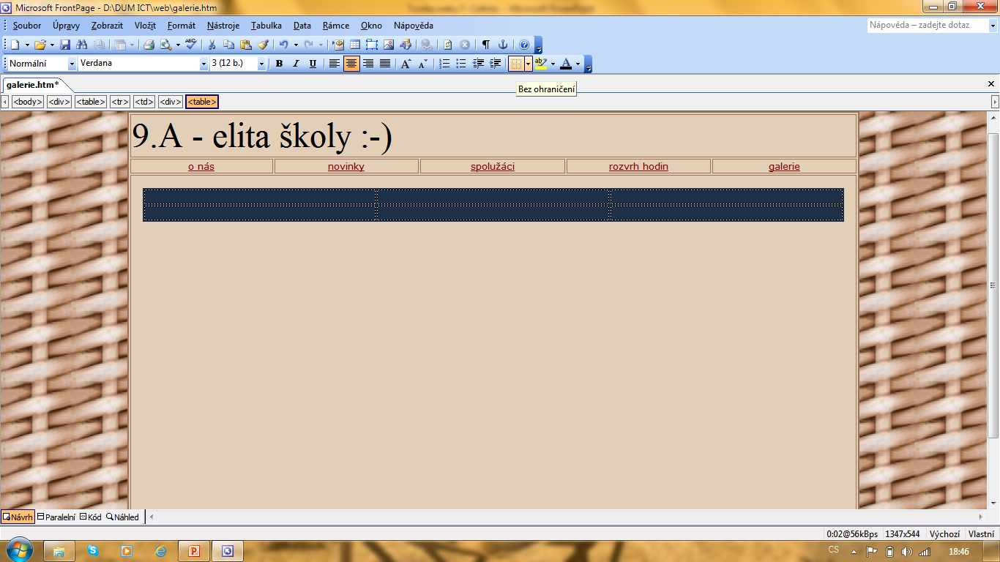 Microsoft FrontPage - D:\DUM ICT\web\galerie.htm
Soubor Úpravy Zobrazit Vložit Formát Nástroje Tabulka Data Rámce Okno Nápověda
Nápověda – zadejte dotaz
Normální Verdana 3 (12 b.) B I U
galerie.htm*
Bez ohraničení
<body> <div> <table> <tr> <td> <div> <table>
9.A - elita školy :-)
o nás novinky spolužáci rozvrh hodin galerie
Návrh Paralelní Kód Náhled
0:02@56kBps 1347x544 Výchozí Vlastní
CS 18:46